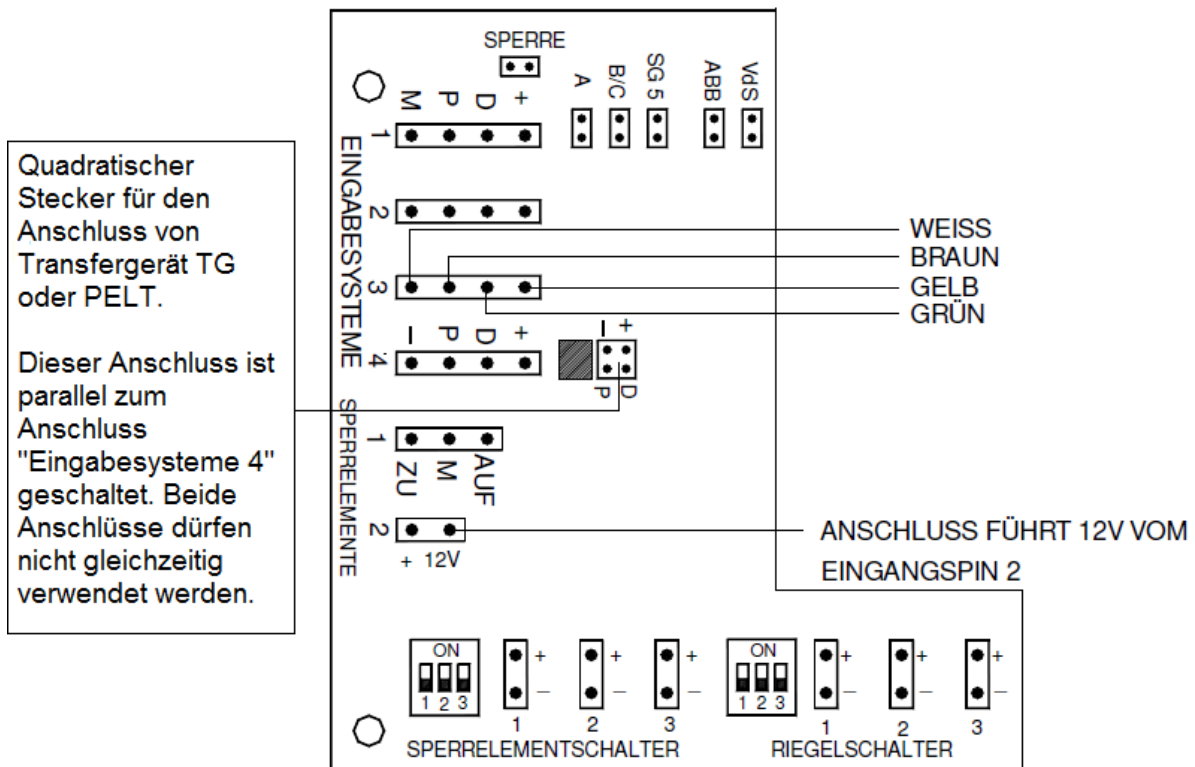 SPERRE
A
B/C
SG 5
ABB
VdS
M P D +
EINGABESYSTEME
1
2
3
4
– P D +
– +
P D
Quadratischer
Stecker für den
Anschluss von
Transfergerät TG
oder PELT.
Dieser Anschluss ist
parallel zum
Anschluss
"Eingabesysteme 4"
geschaltet. Beide
Anschlüsse dürfen
nicht gleichzeitig
verwendet werden.
WEISS
BRAUN
GELB
GRÜN
SPERRELEMENTE
1
ZU M AUF
2
+ 12V
ANSCHLUSS FÜHRT 12V VOM
EINGANGSPIN 2
ON
1 2 3
+ + +
– – –
1 2 3
SPERRELEMENTSCHALTER
ON
1 2 3
+ + +
– – –
1 2 3
RIEGELSCHALTER